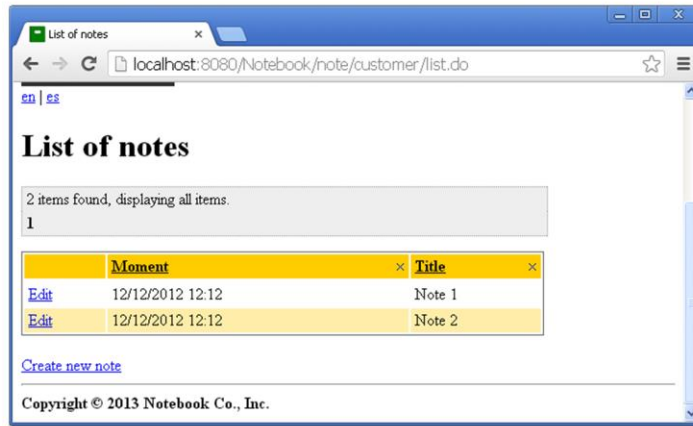 List of notes
localhost:8080/Notebook/note/customer/list.do
en | es
List of notes
2 items found, displaying all items.
1
Moment Title
Edit 12/12/2012 12:12 Note 1
Edit 12/12/2012 12:12 Note 2
Create new note
Copyright © 2013 Notebook Co., Inc.